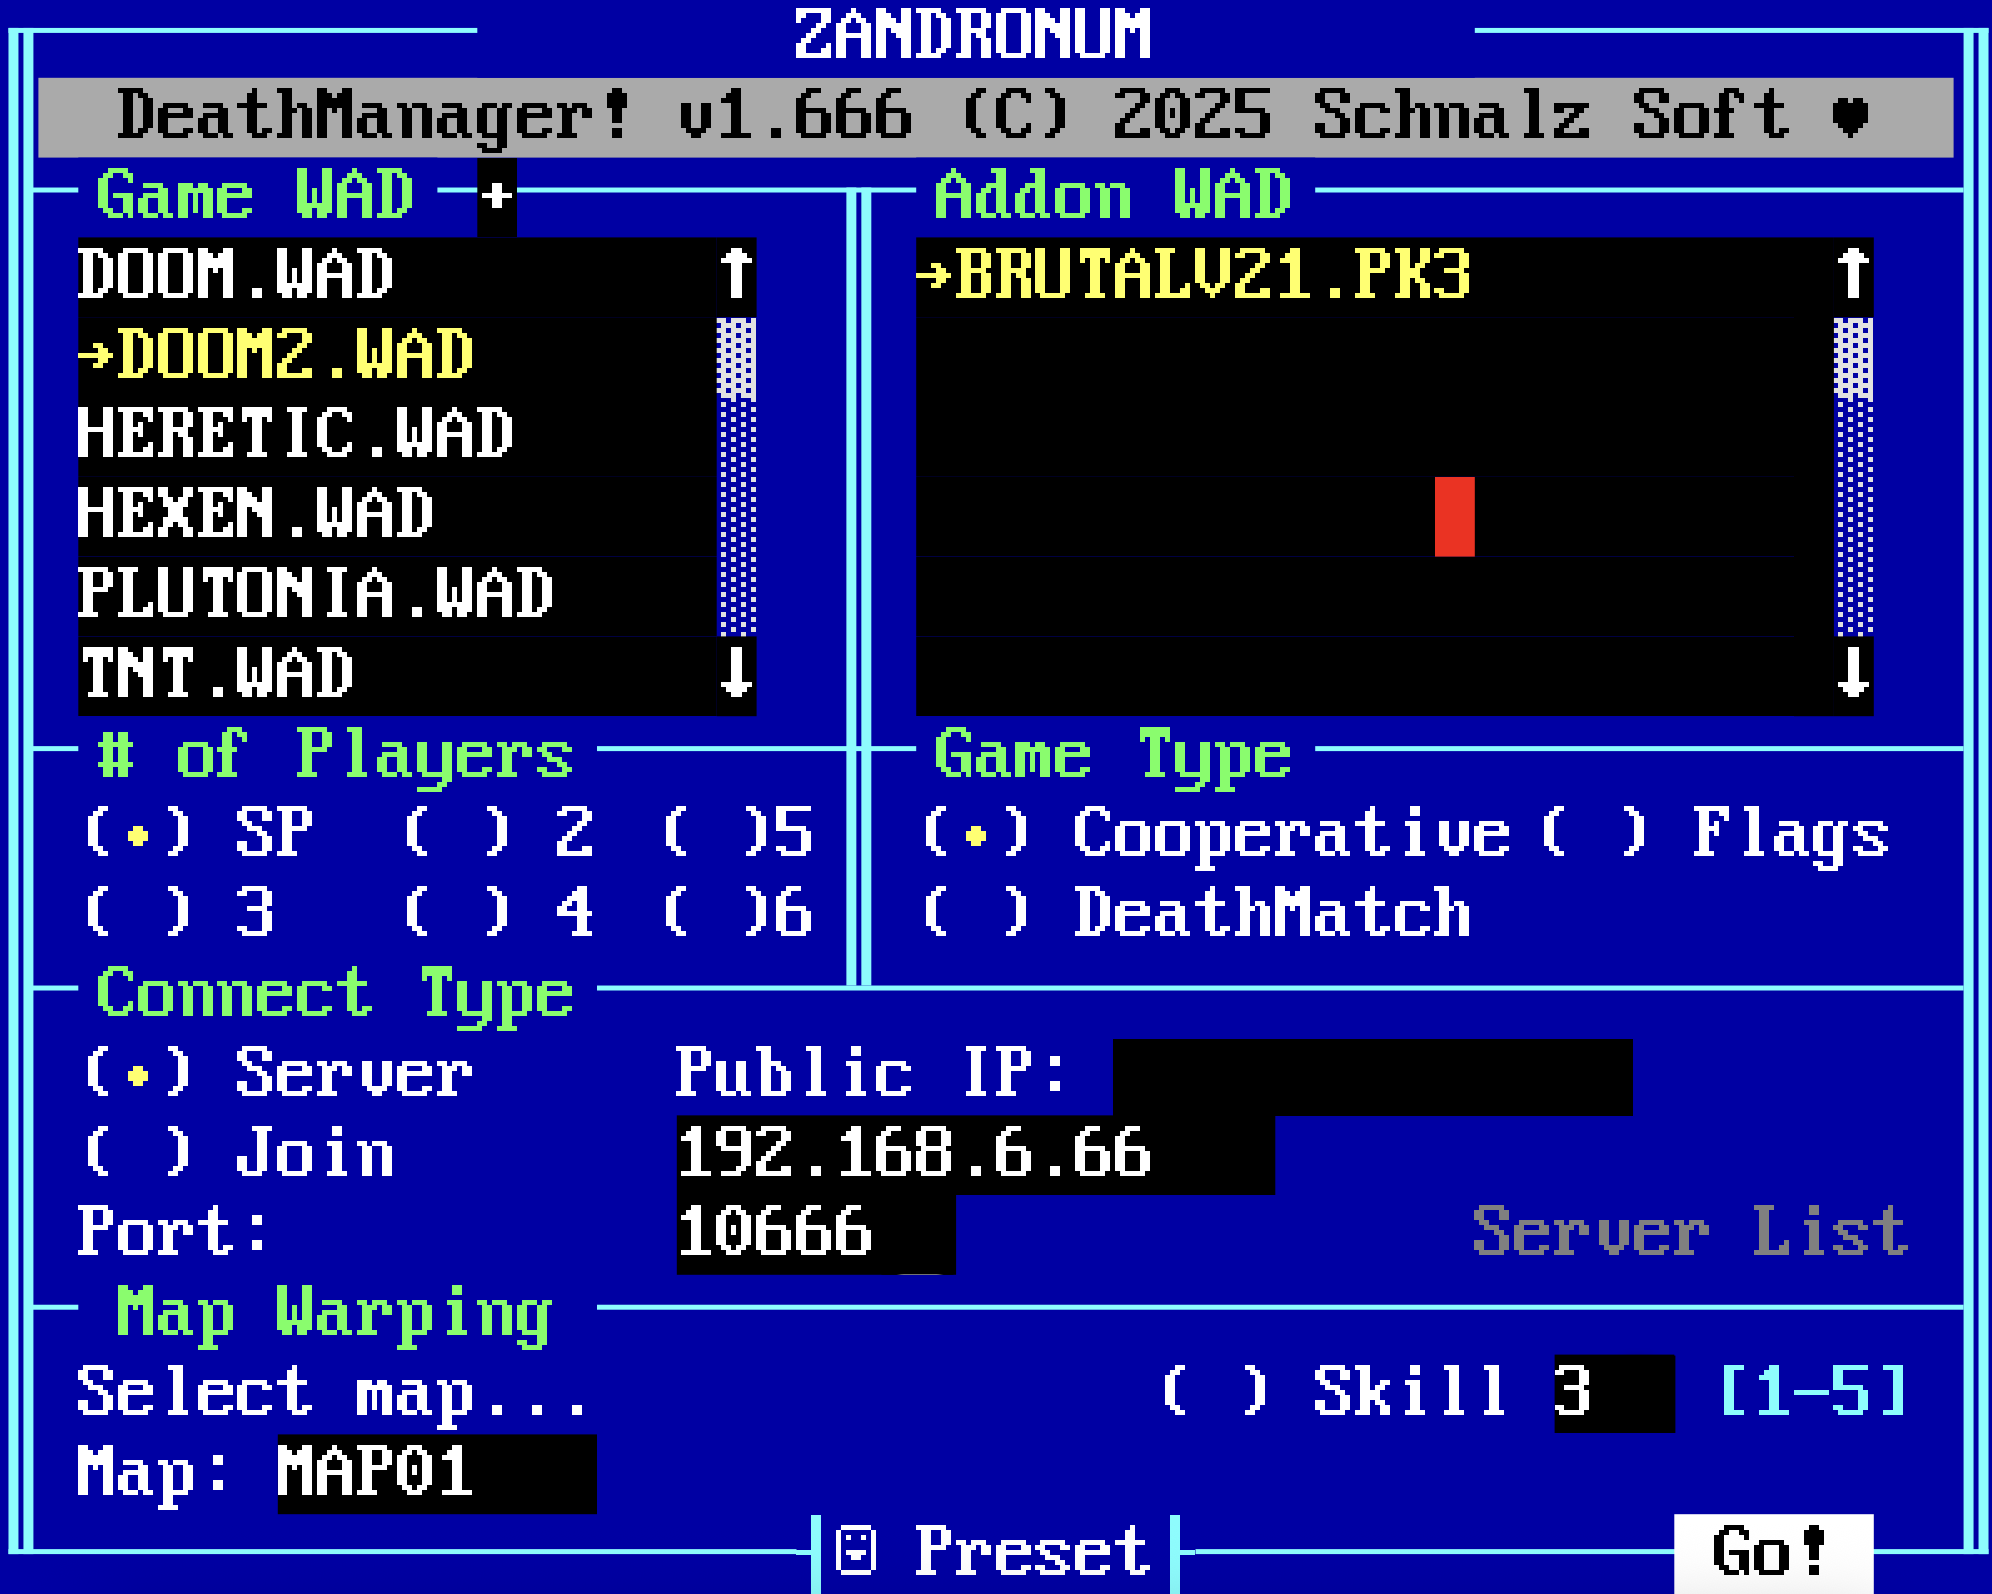 ZANDRONUM
DeathManager! v1.666 (C) 2025 Schnalz Soft ♥
Game WAD +
DOOM.WAD ↑
→DOOM2.WAD
HERETIC.WAD
HEXEN.WAD
PLUTONIA.WAD
TNT.WAD ↓
Addon WAD
→BRUTALV21.PK3 ↑
↓
# of Players
(•) SP ( ) 2 ( )5
( ) 3 ( ) 4 ( )6
Game Type
(•) Cooperative ( ) Flags
( ) DeathMatch
Connect Type
(•) Server Public IP:
( ) Join 192.168.6.66
Port: 10666 Server List
Map Warping
Select map... ( ) Skill 3 [1-5]
Map: MAP01
☺ Preset Go!